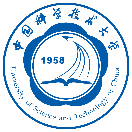 中国科学技术大学
1958
University of Science and Technology of China